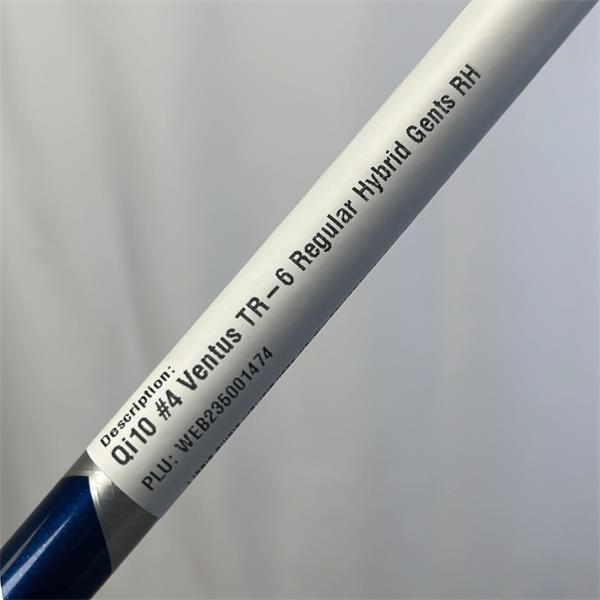 Description:
Qi10 #4 Ventus TR-6 Regular Hybrid Gents RH
PLU: WEB235001474